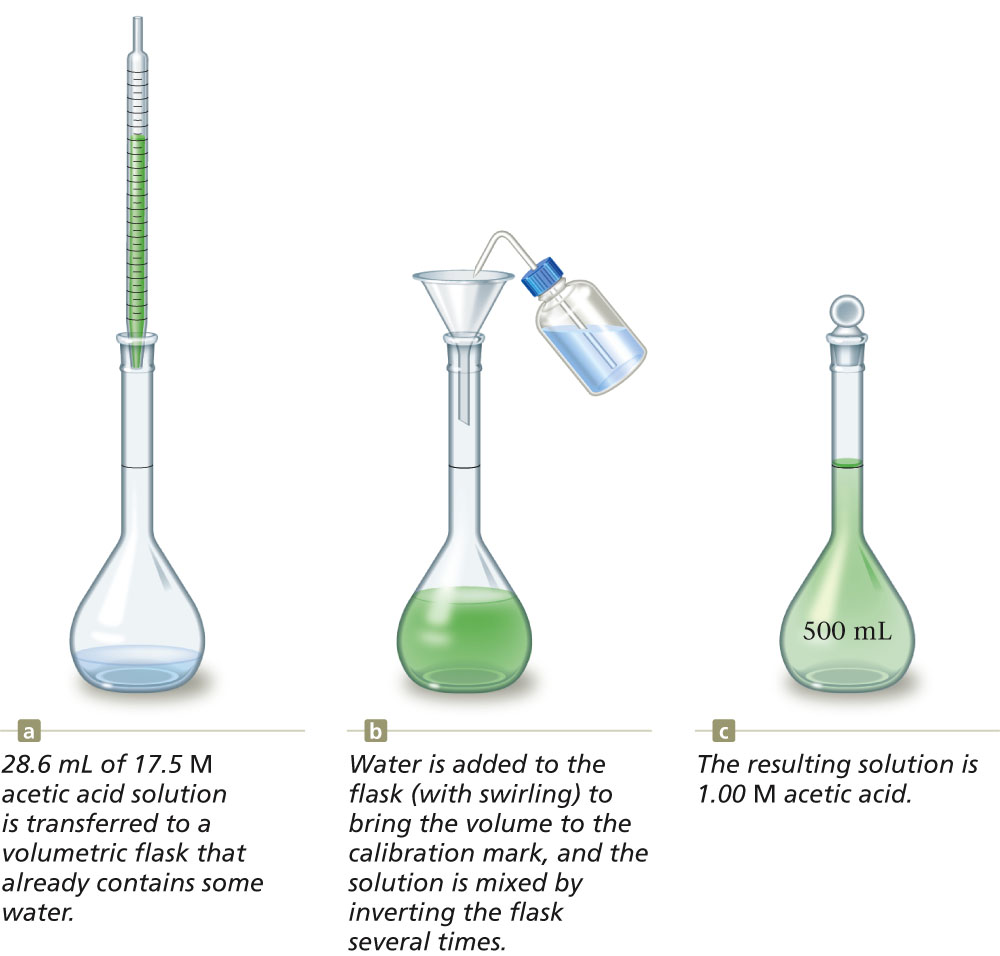 500 mL
a
28.6 mL of 17.5 M
acetic acid solution
is transferred to a
volumetric flask that
already contains some
water.
b
Water is added to the
flask (with swirling) to
bring the volume to the
calibration mark, and the
solution is mixed by
inverting the flask
several times.
c
The resulting solution is
1.00 M acetic acid.